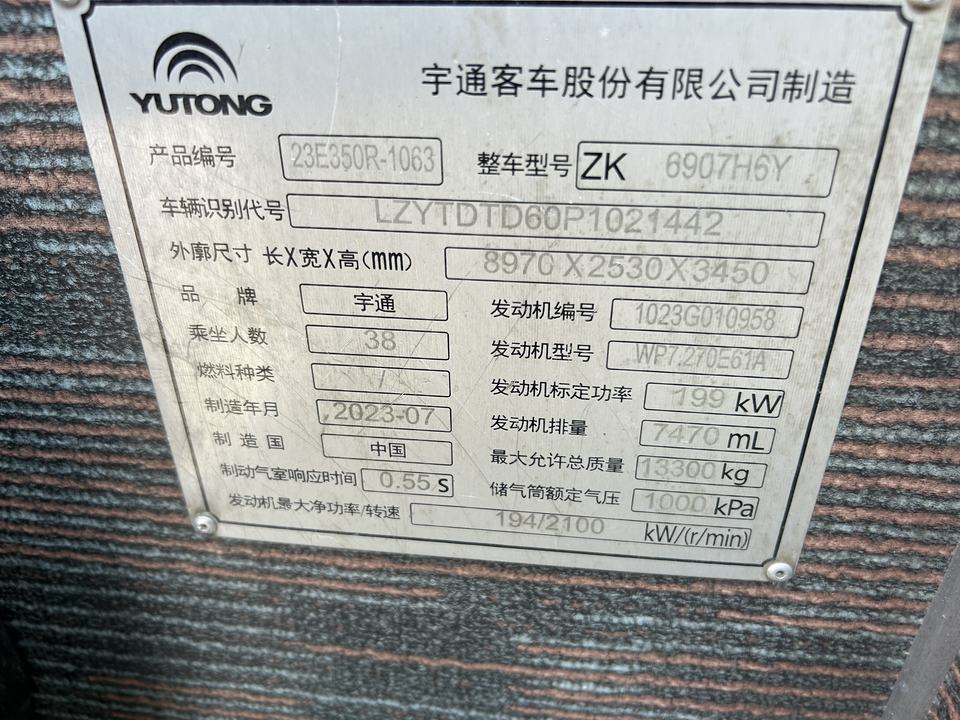 YUTONG
宇通客车股份有限公司制造
产品编号 23E350R-1063 整车型号 ZK 6907H6Y
车辆识别代号 LZYTDTD60P1021442
外廓尺寸 长X宽X高(mm) 8970X2530X3450
品 牌 宇通 发动机编号 1023G010958
乘坐人数 38 发动机型号 WP7.270E61A
燃料种类 / 发动机标定功率 199 kW
制造年月 2023-07 发动机排量 7470 mL
制造国 中国 最大允许总质量 13300 kg
制动气室响应时间 0.55 s 储气筒额定气压 1000 kPa
发动机最大净功率/转速 194/2100 kW/(r/min)